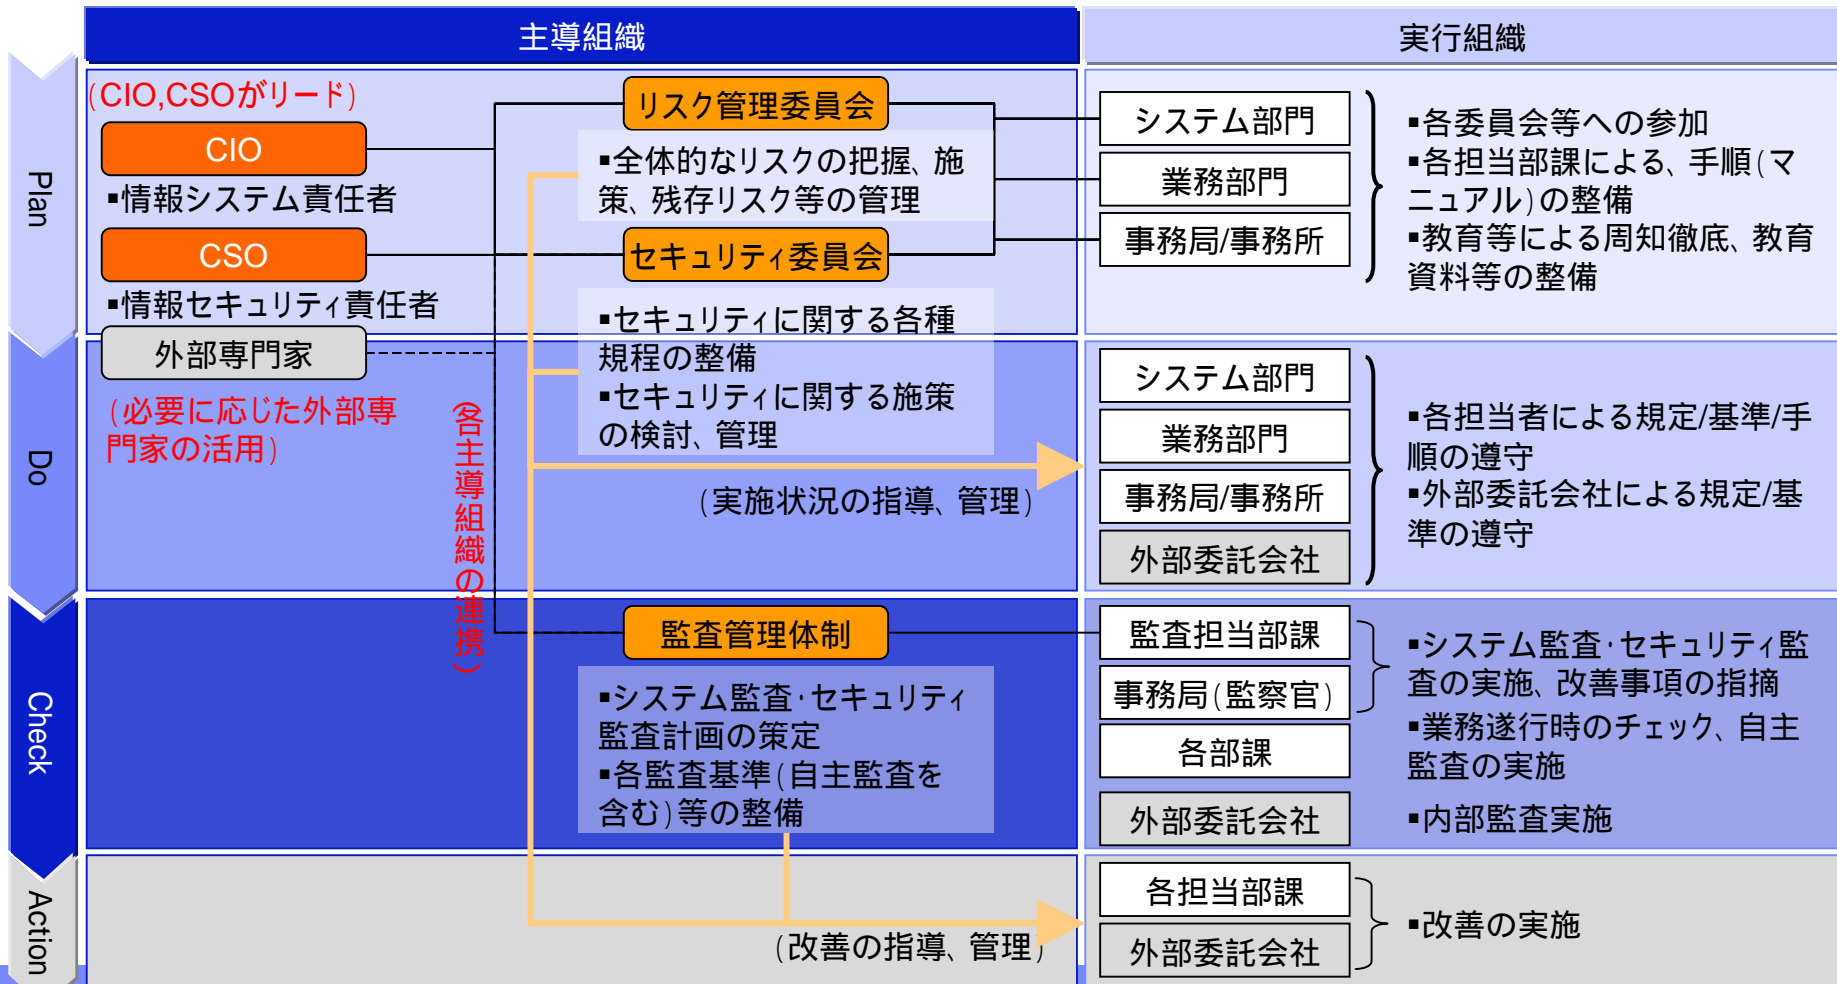 主導組織
実行組織
Plan
(CIO,CSOがリード)
CIO
▪情報システム責任者
CSO
▪情報セキュリティ責任者
外部専門家
(必要に応じた外部専
門家の活用)
(各主導組織の連携)
リスク管理委員会
▪全体的なリスクの把握、施
策、残存リスク等の管理
セキュリティ委員会
▪セキュリティに関する各種
規程の整備
▪セキュリティに関する施策
の検討、管理
システム部門
業務部門
事務局/事務所
▪各委員会等への参加
▪各担当部課による、手順(マ
ニュアル)の整備
▪教育等による周知徹底、教育
資料等の整備
Do
(実施状況の指導、管理)
システム部門
業務部門
事務局/事務所
外部委託会社
▪各担当者による規定/基準/手
順の遵守
▪外部委託会社による規定/基
準の遵守
Check
監査管理体制
▪システム監査・セキュリティ
監査計画の策定
▪各監査基準(自主監査を
含む)等の整備
監査担当部課
事務局(監察官)
各部課
外部委託会社
▪システム監査・セキュリティ監
査の実施、改善事項の指摘
▪業務遂行時のチェック、自主
監査の実施
▪内部監査実施
Action
(改善の指導、管理)
各担当部課
外部委託会社
▪改善の実施